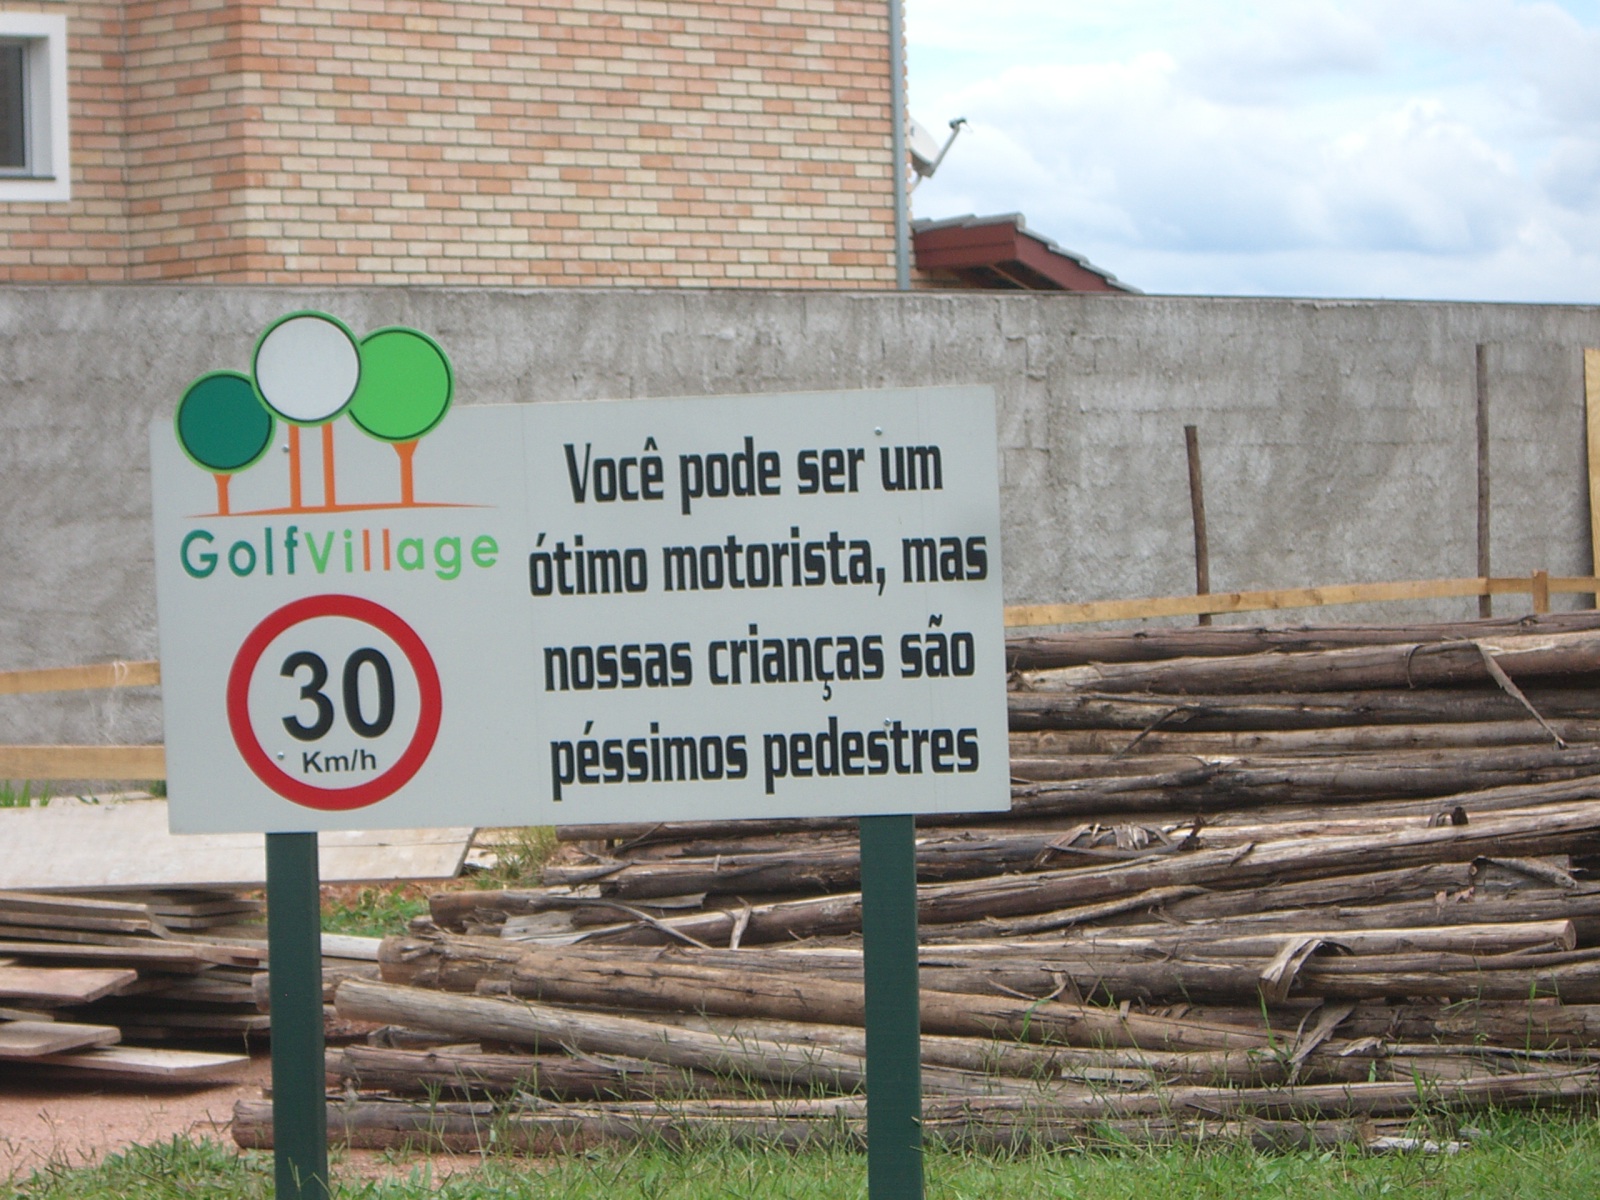 GolfVillage
30
Km/h
Você pode ser um
ótimo motorista, mas
nossas crianças são
péssimos pedestres